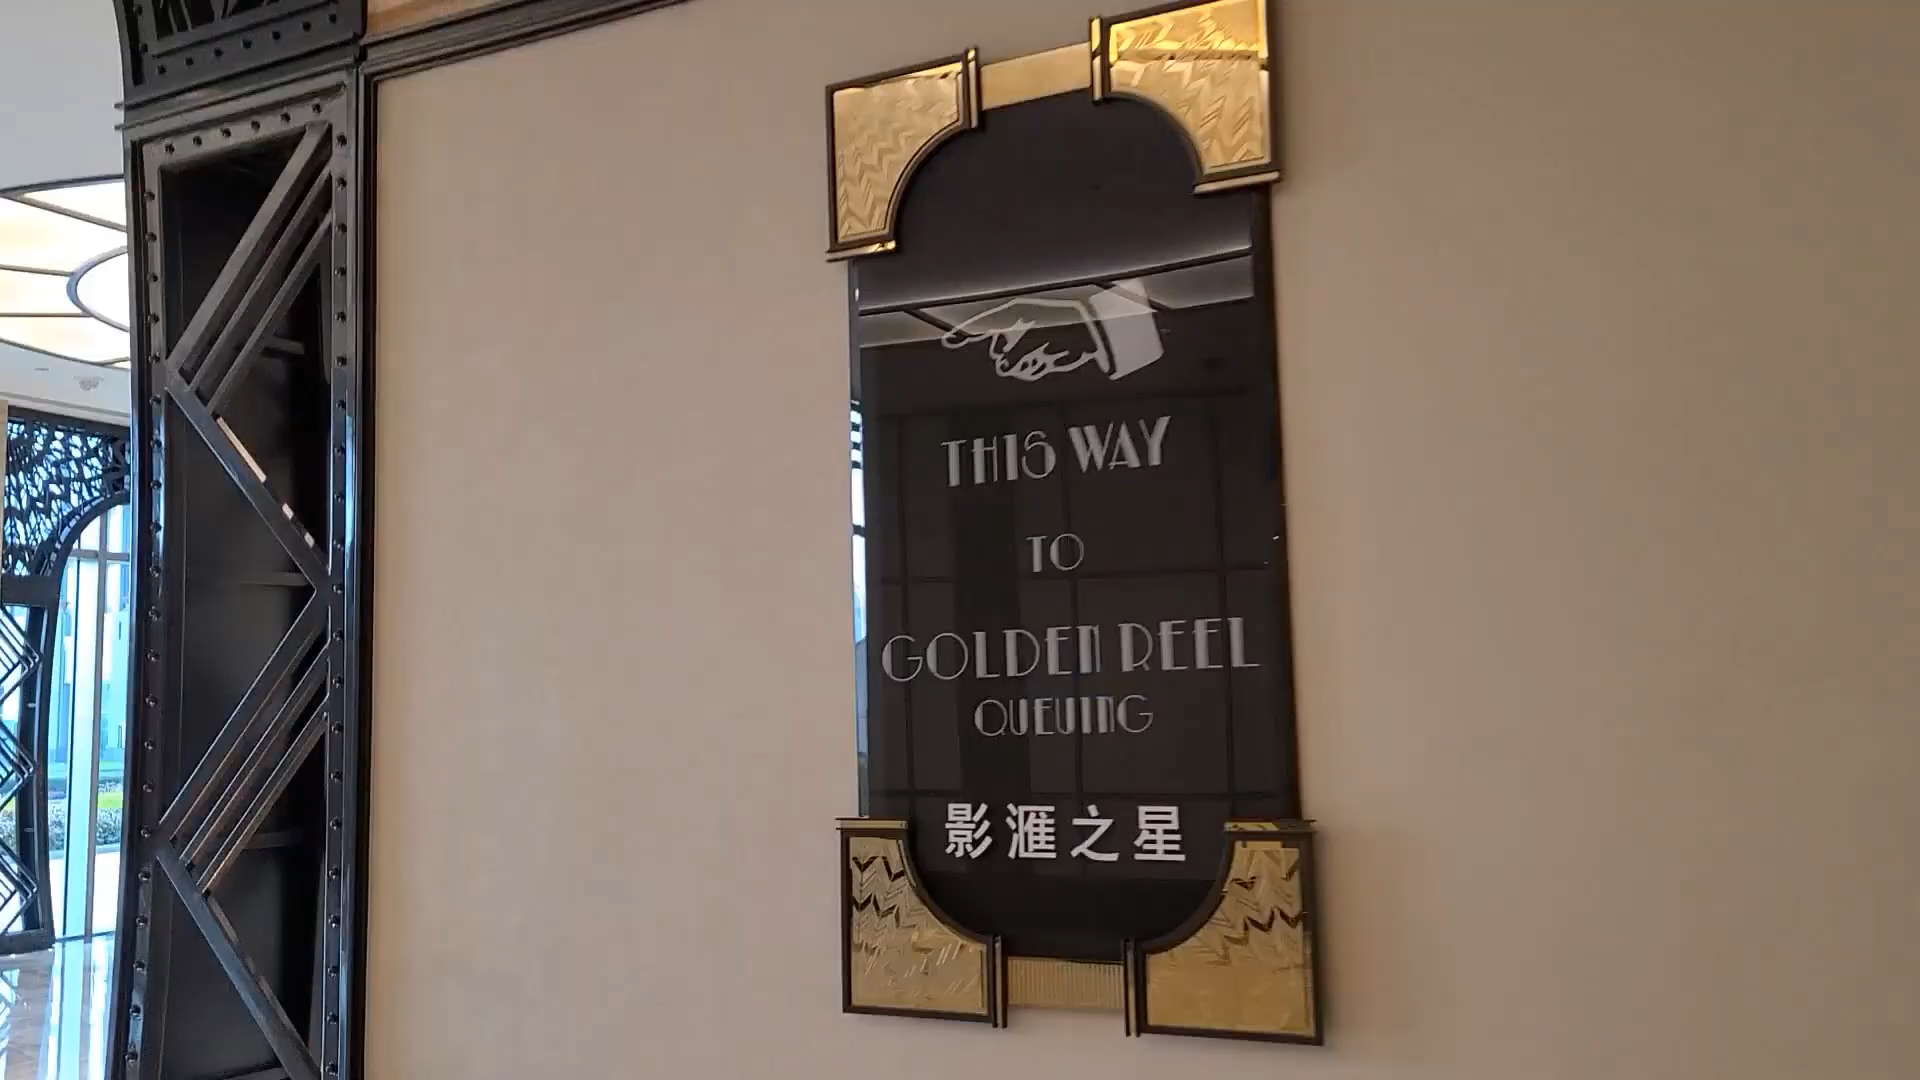 THIS WAY
TO
GOLDEN REEL
QUEUING
影滙之星